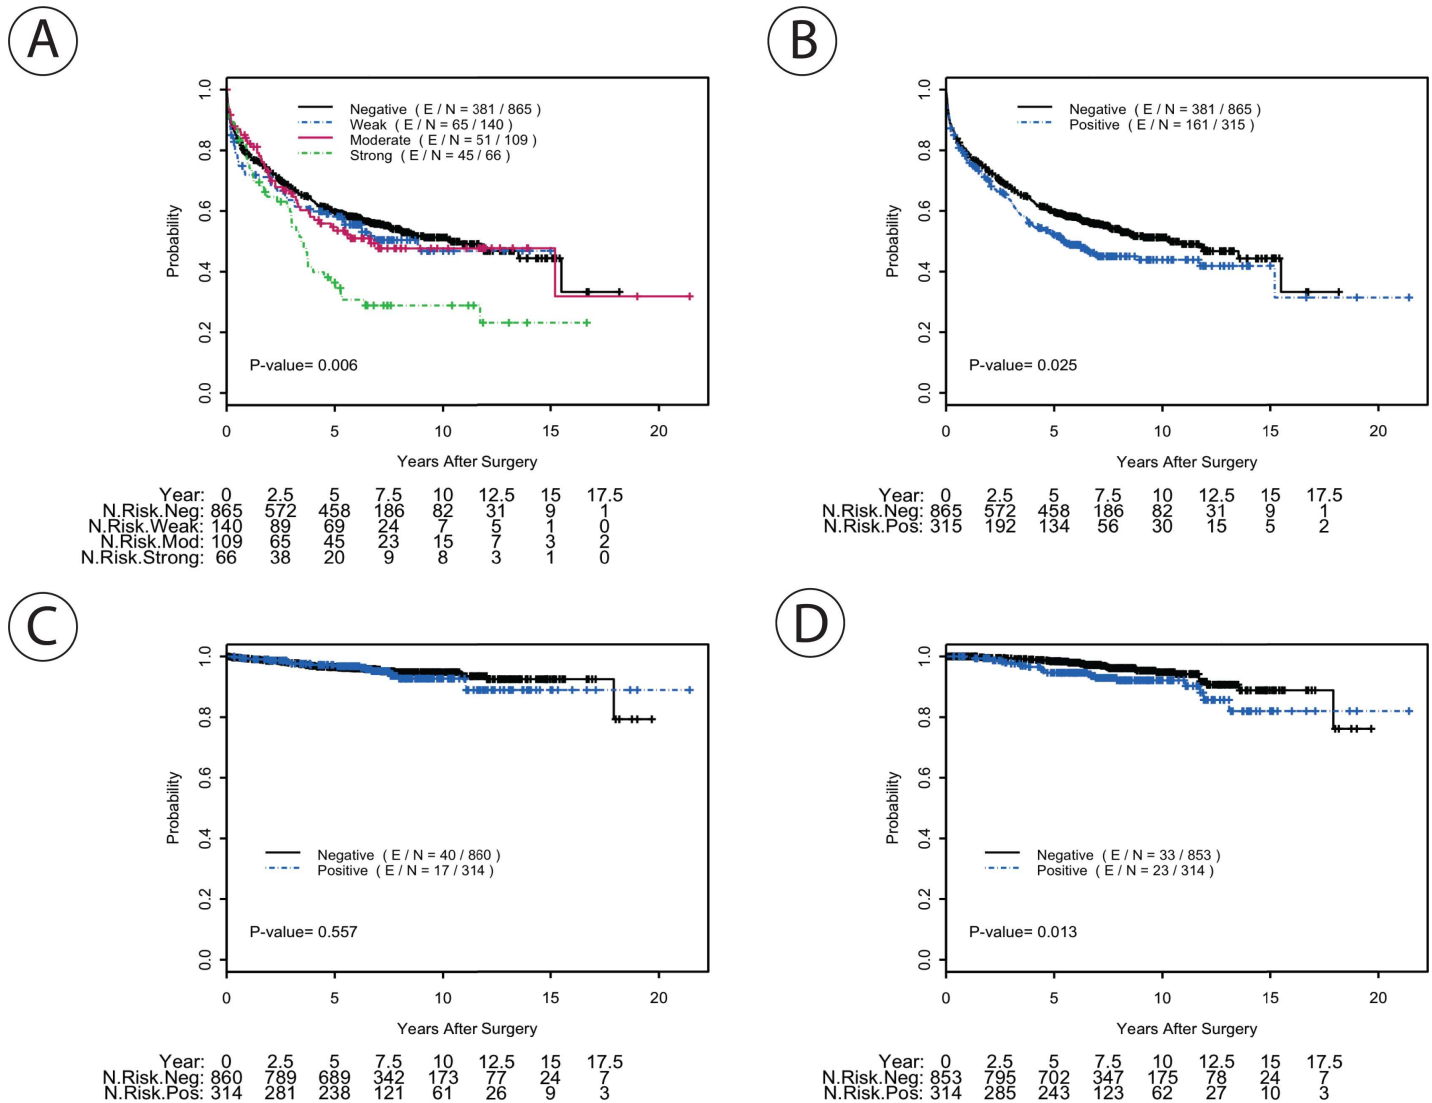 A
1.0
0.8
0.6
0.4
0.2
0.0
Probability
Negative ( E / N = 381 / 865 )
Weak ( E / N = 65 / 140 )
Moderate ( E / N = 51 / 109 )
Strong ( E / N = 45 / 66 )
P-value= 0.006
0 5 10 15 20
Years After Surgery
Year: 0 2.5 5 7.5 10 12.5 15 17.5
N.Risk.Neg: 865 572 458 186 82 31 9 1
N.Risk.Weak: 140 89 69 24 7 5 1 0
N.Risk.Mod: 109 65 45 23 15 7 3 2
N.Risk.Strong: 66 38 20 9 8 3 1 0
B
1.0
0.8
0.6
0.4
0.2
0.0
Probability
Negative ( E / N = 381 / 865 )
Positive ( E / N = 161 / 315 )
P-value= 0.025
0 5 10 15 20
Years After Surgery
Year: 0 2.5 5 7.5 10 12.5 15 17.5
N.Risk.Neg: 865 572 458 186 82 31 9 1
N.Risk.Pos: 315 192 134 56 30 15 5 2
C
1.0
0.8
0.6
0.4
0.2
0.0
Probability
Negative ( E / N = 40 / 860 )
Positive ( E / N = 17 / 314 )
P-value= 0.557
0 5 10 15 20
Years After Surgery
Year: 0 2.5 5 7.5 10 12.5 15 17.5
N.Risk.Neg: 860 789 689 342 173 77 24 7
N.Risk.Pos: 314 281 238 121 61 26 9 3
D
1.0
0.8
0.6
0.4
0.2
0.0
Probability
Negative ( E / N = 33 / 853 )
Positive ( E / N = 23 / 314 )
P-value= 0.013
0 5 10 15 20
Years After Surgery
Year: 0 2.5 5 7.5 10 12.5 15 17.5
N.Risk.Neg: 853 795 702 347 175 78 24 7
N.Risk.Pos: 314 285 243 123 62 27 10 3